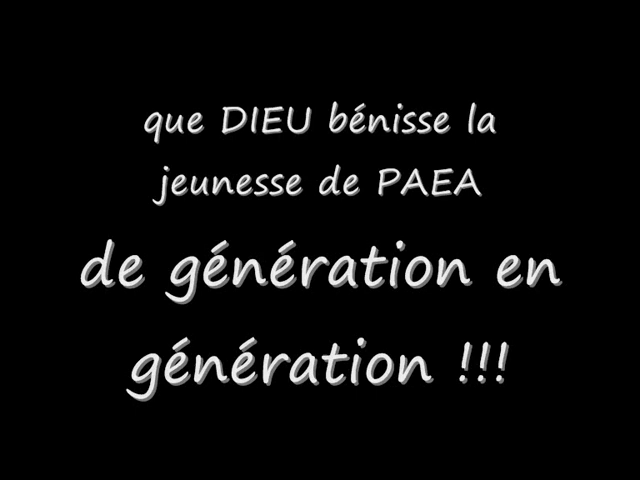 que DIEU bénisse la
jeunesse de PAEA
de génération en
génération !!!